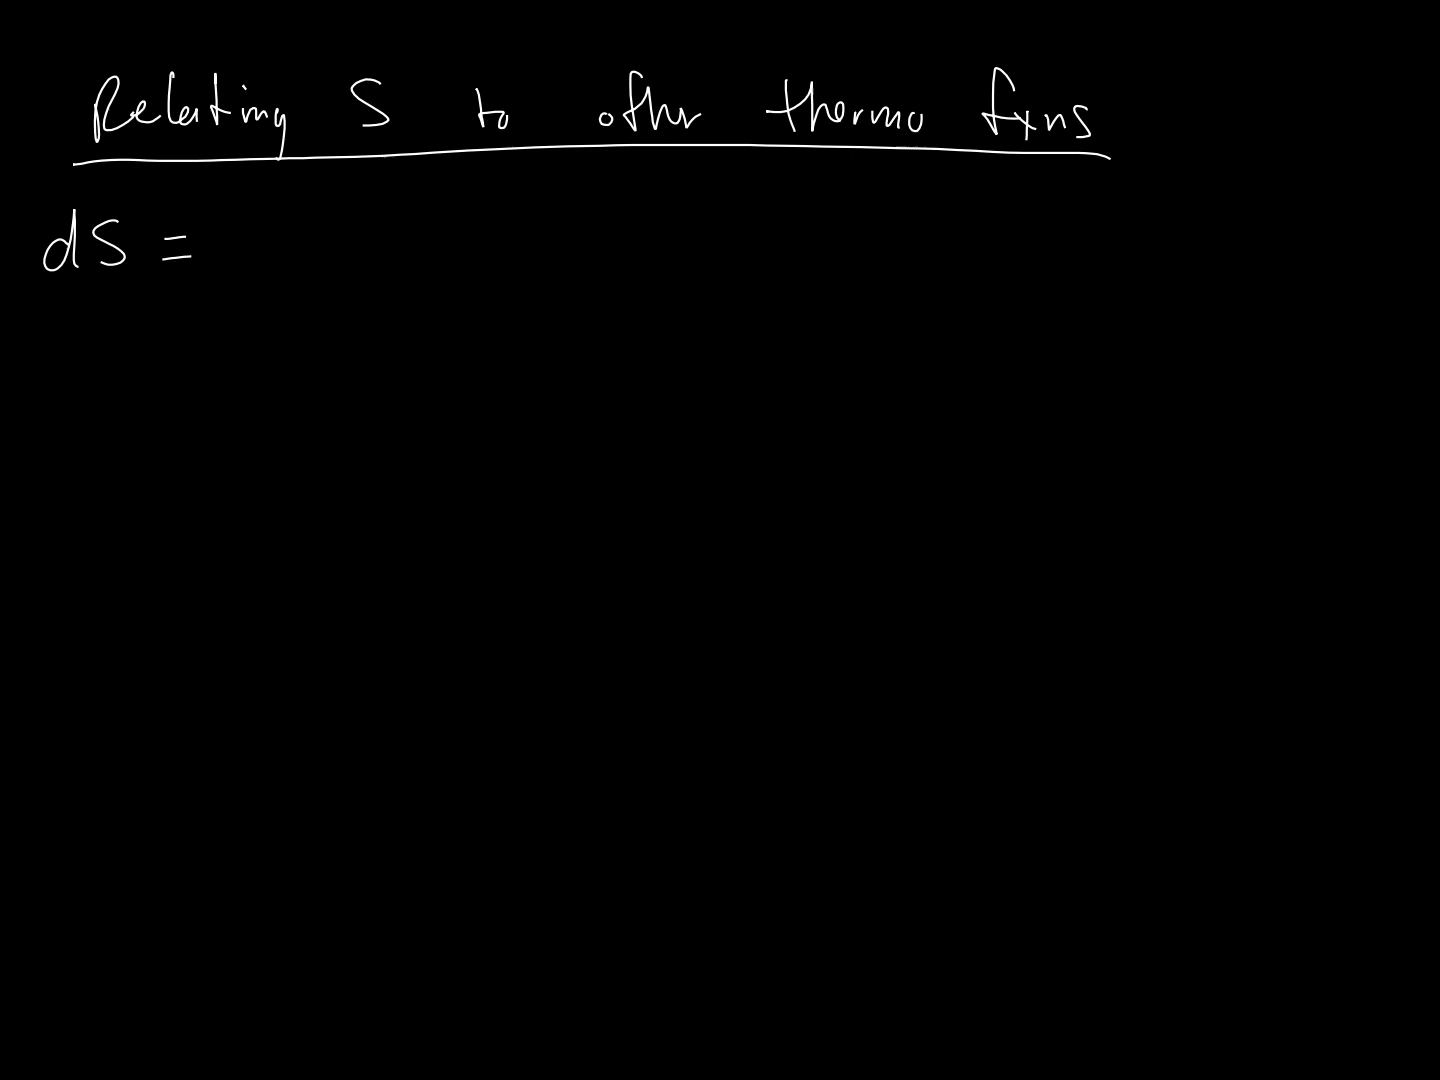 Relating S to other thermo fxns
dS =